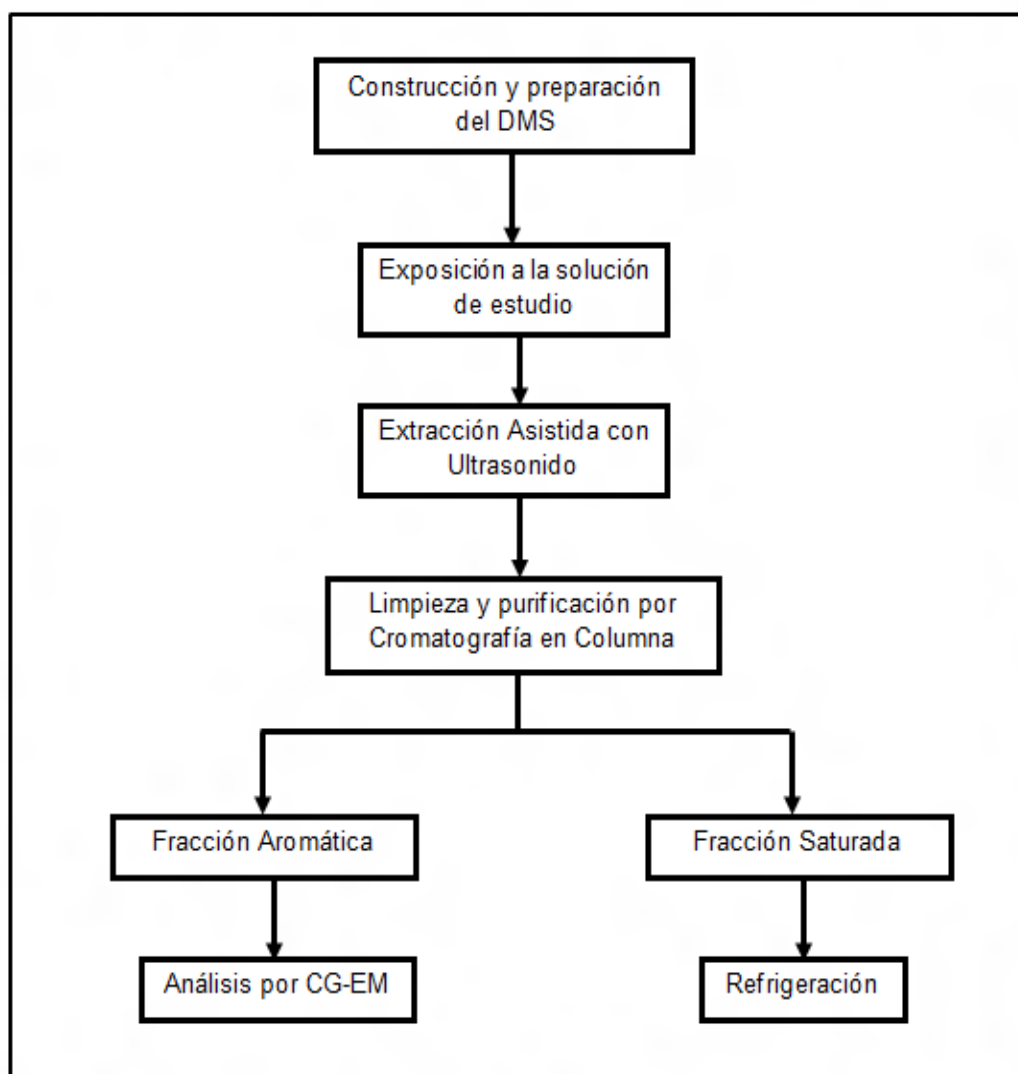 Construcción y preparación
del DMS
Exposición a la solución
de estudio
Extracción Asistida con
Ultrasonido
Limpieza y purificación por
Cromatografía en Columna
Fracción Aromática
Fracción Saturada
Análisis por CG-EM
Refrigeración